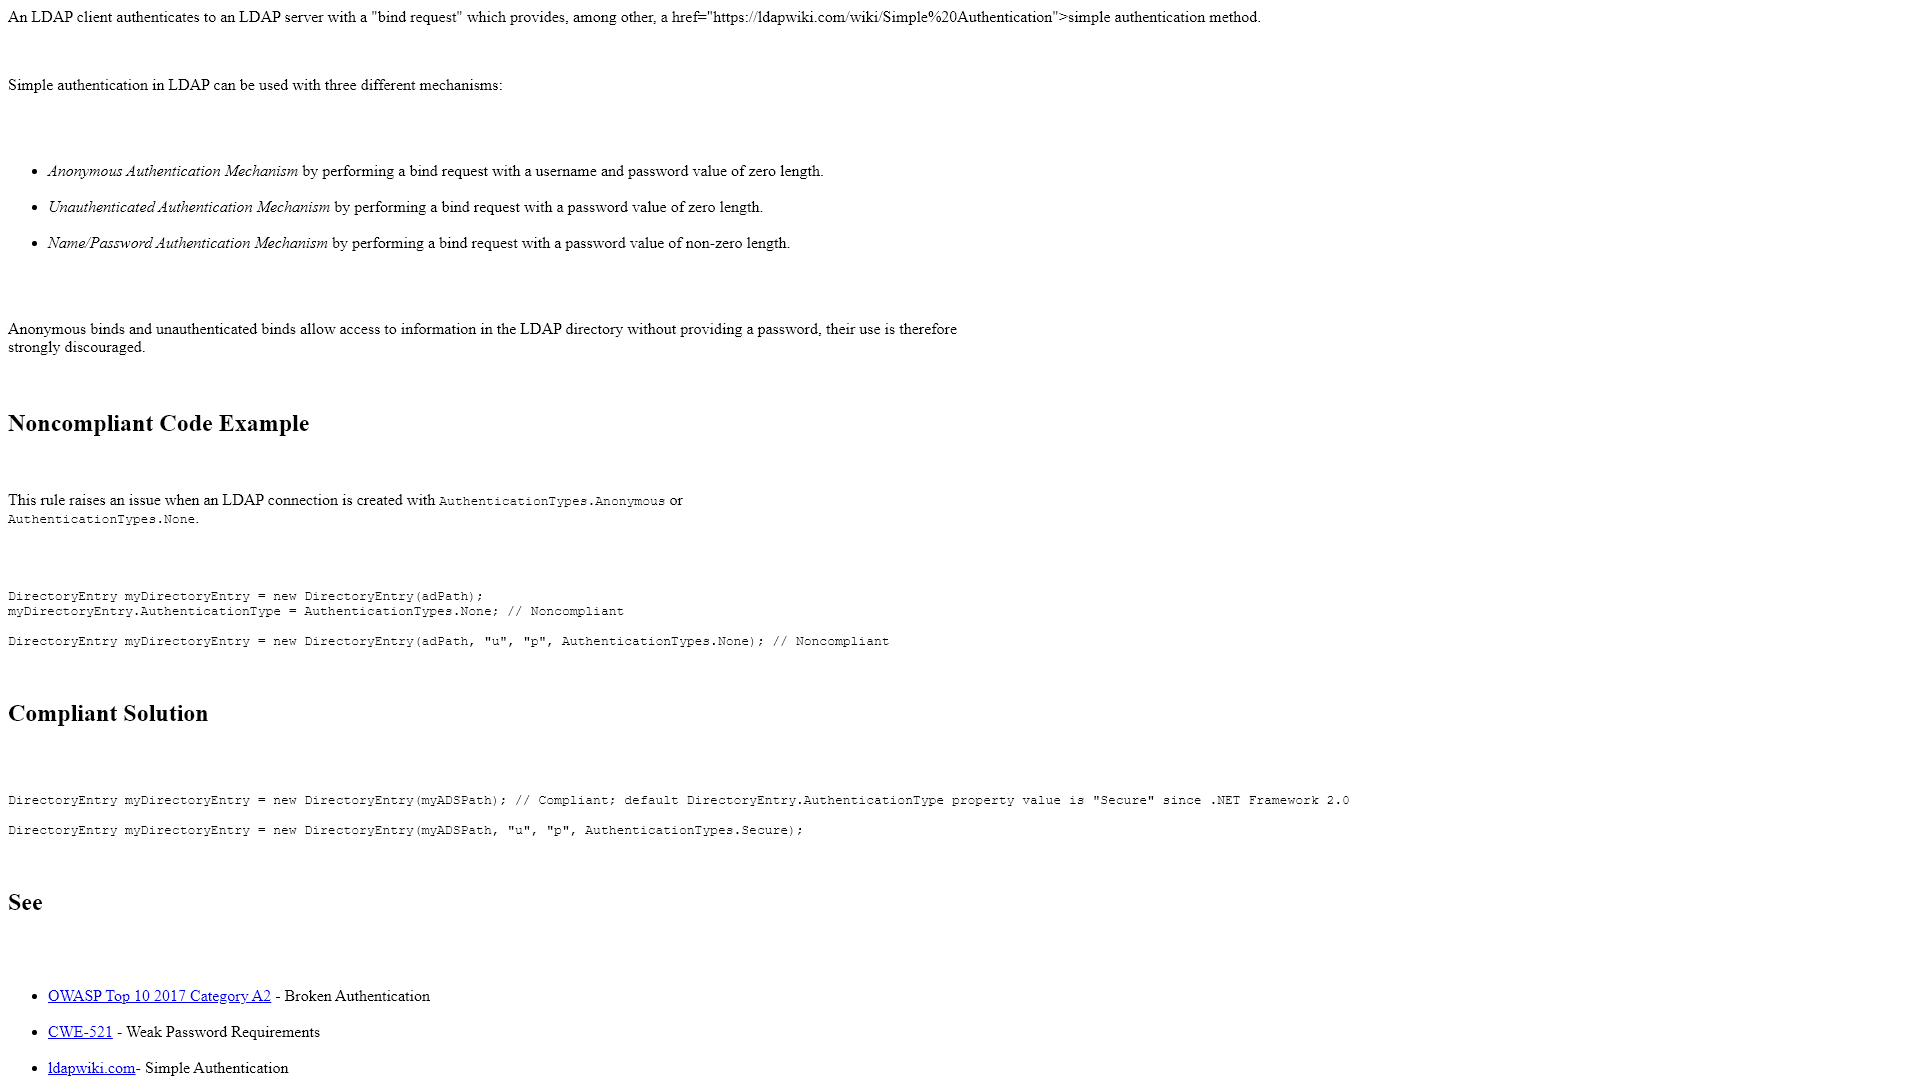 An LDAP client authenticates to an LDAP server with a "bind request" which provides, among other, a href="https://ldapwiki.com/wiki/Simple%20Authentication">simple authentication method.
Simple authentication in LDAP can be used with three different mechanisms:
• Anonymous Authentication Mechanism by performing a bind request with a username and password value of zero length.
• Unauthenticated Authentication Mechanism by performing a bind request with a password value of zero length.
• Name/Password Authentication Mechanism by performing a bind request with a password value of non-zero length.
Anonymous binds and unauthenticated binds allow access to information in the LDAP directory without providing a password, their use is therefore
strongly discouraged.
Noncompliant Code Example
This rule raises an issue when an LDAP connection is created with AuthenticationTypes.Anonymous or
AuthenticationTypes.None.
DirectoryEntry myDirectoryEntry = new DirectoryEntry(adPath);
myDirectoryEntry.AuthenticationType = AuthenticationTypes.None; // Noncompliant
DirectoryEntry myDirectoryEntry = new DirectoryEntry(adPath, "u", "p", AuthenticationTypes.None); // Noncompliant
Compliant Solution
DirectoryEntry myDirectoryEntry = new DirectoryEntry(myADSPath); // Compliant; default DirectoryEntry.AuthenticationType property value is "Secure" since .NET Framework 2.0
DirectoryEntry myDirectoryEntry = new DirectoryEntry(myADSPath, "u", "p", AuthenticationTypes.Secure);
See
• OWASP Top 10 2017 Category A2 - Broken Authentication
• CWE-521 - Weak Password Requirements
• ldapwiki.com- Simple Authentication